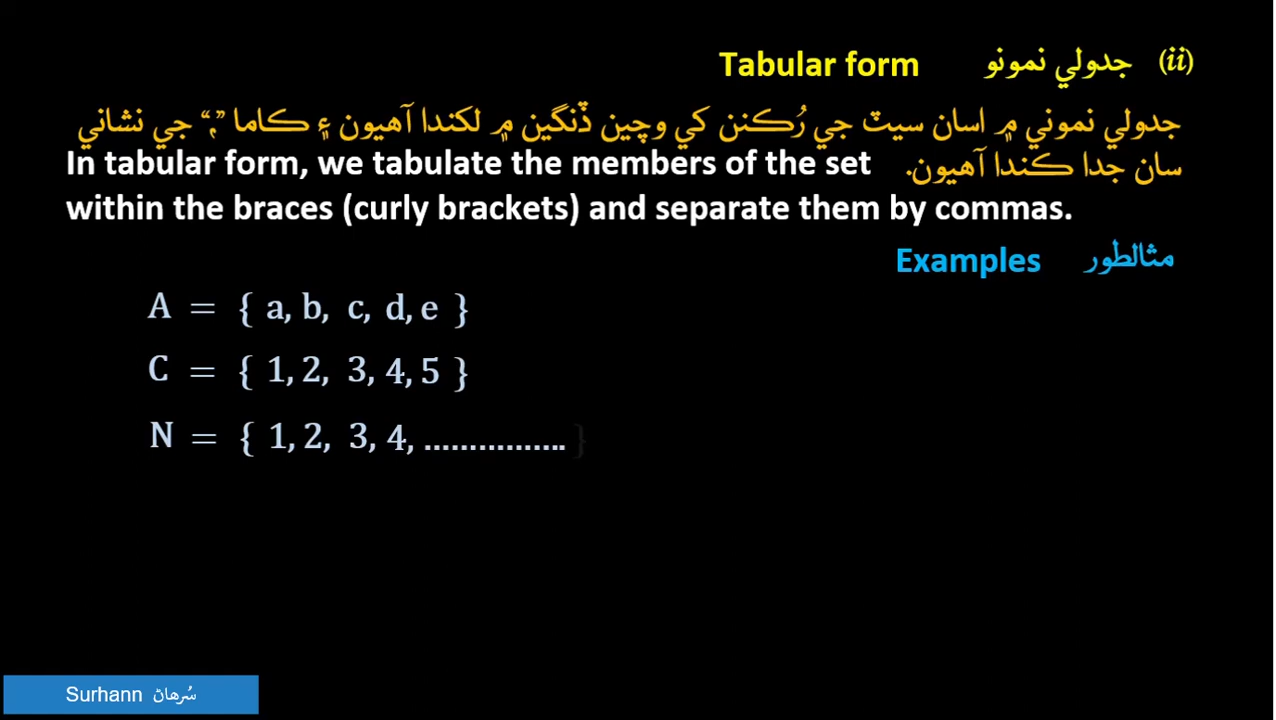 (ii) جدولي نمونو Tabular form
جدولي نموني ۾ اسان سيٽ جي رُڪنن کي وچين ڏنگين ۾ لکندا آهيون ۽ ڪاما ”,“ جي نشاني
سان جدا ڪندا آهيون.
In tabular form, we tabulate the members of the set
within the braces (curly brackets) and separate them by commas.
Examples مثالطور
A = { a, b, c, d, e }
C = { 1, 2, 3, 4, 5 }
N = { 1, 2, 3, 4, ................ }
Surhann سُرهاڻ